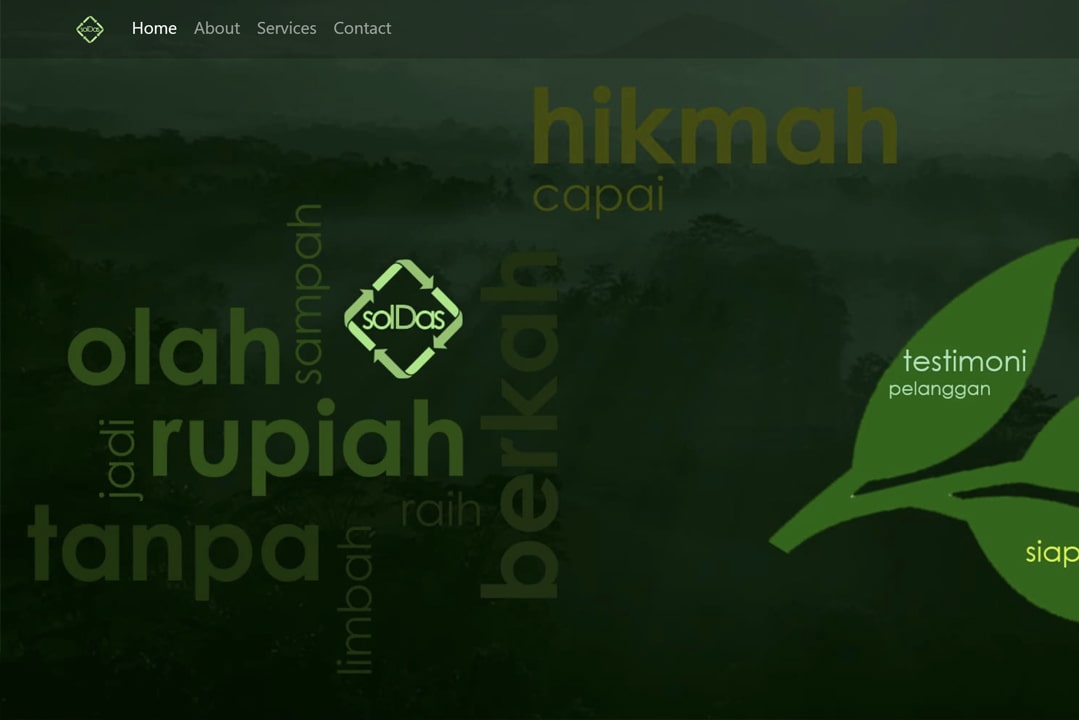 solDas Home About Services Contact
hikmah
capai
sampah
solDas
olah
berkah
testimoni
pelanggan
jadi
rupiah
raih
tanpa
limbah
siap